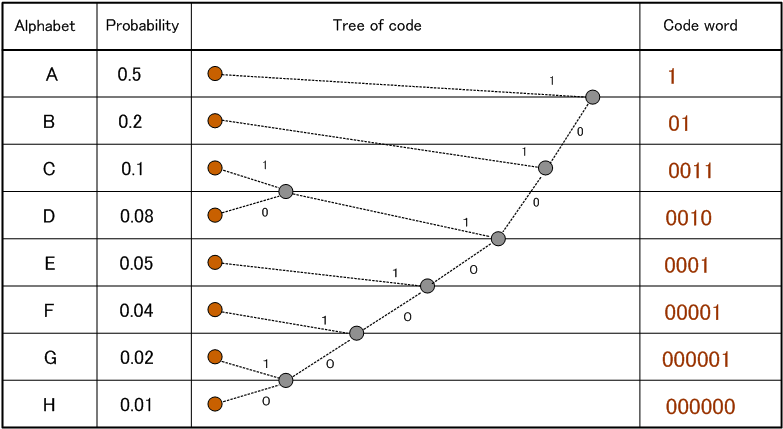 Alphabet Probability Tree of code Code word
A 0.5 1 1
0
B 0.2 1 01
C 0.1 1 0011
D 0.08 0 1 0 0010
E 0.05 1 0 0001
F 0.04 1 0 00001
G 0.02 1 0 000001
H 0.01 0 000000